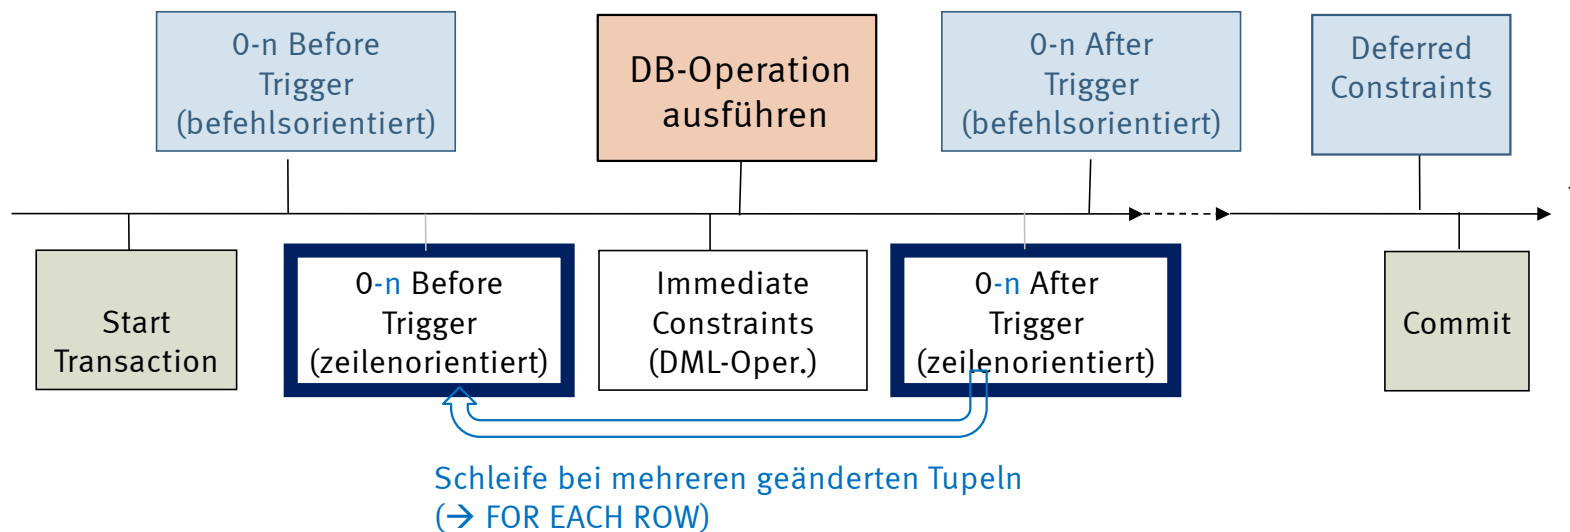 0-n Before
Trigger
(befehlsorientiert)
DB-Operation
ausführen
0-n After
Trigger
(befehlsorientiert)
Deferred
Constraints
Start
Transaction
0-n Before
Trigger
(zeilenorientiert)
Immediate
Constraints
(DML-Oper.)
0-n After
Trigger
(zeilenorientiert)
Commit
Schleife bei mehreren geänderten Tupeln
(→ FOR EACH ROW)